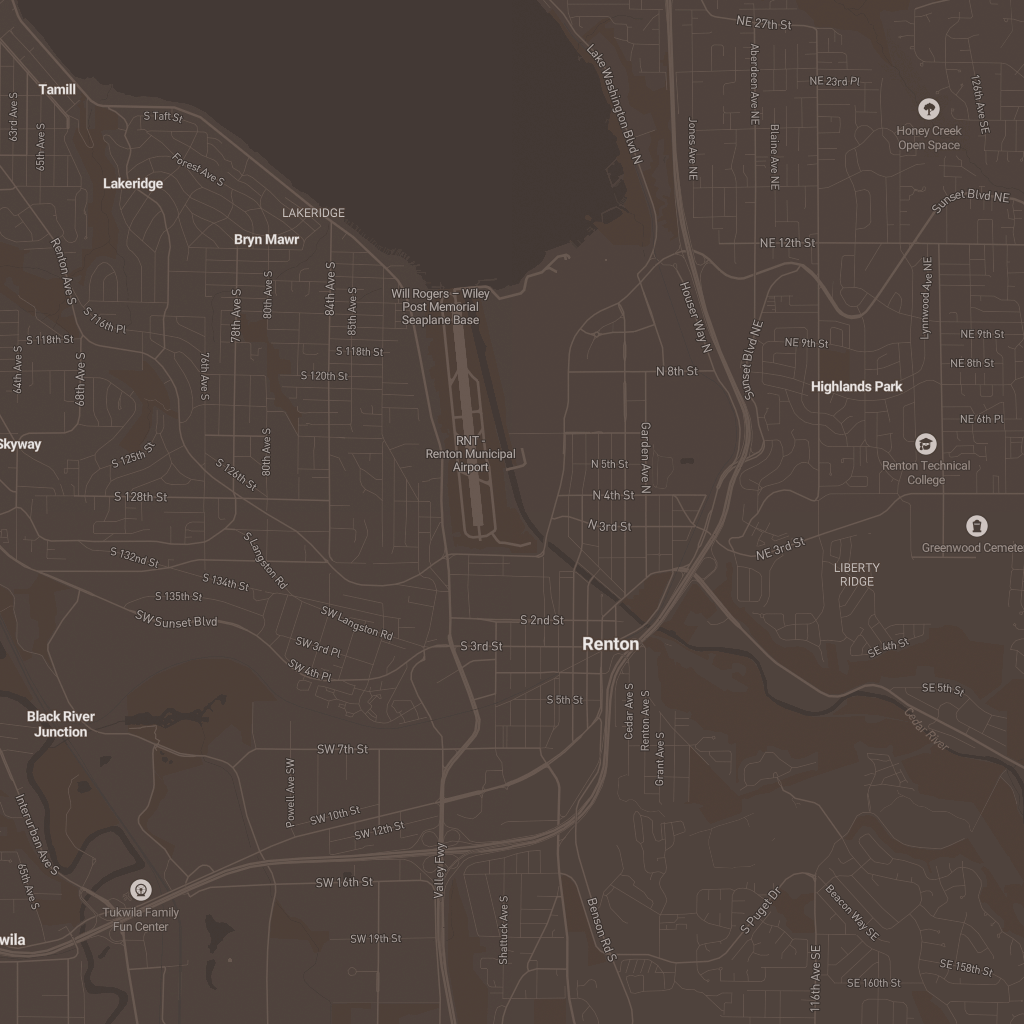 NE 27th St
Lake Washington Blvd N
Aberdeen Ave NE
NE 23rd Pl
126th Ave SE
Tamill
63rd Ave S
65th Ave S
S Taft St
Jones Ave NE
Blaine Ave NE
Honey Creek
Open Space
Forest Ave S
Lakeridge
LAKERIDGE
Sunset Blvd NE
Bryn Mawr
NE 12th St
Renton Ave S
80th Ave S
84th Ave S
78th Ave S
85th Ave S
Will Rogers – Wiley
Post Memorial
Seaplane Base
Houser Way N
Lynnwood Ave NE
S 116th Pl
S 118th St
S 118th St
NE 9th St
NE 9th St
64th Ave S
68th Ave S
76th Ave S
S 120th St
N 8th St
Sunset Blvd NE
NE 8th St
Highlands Park
NE 6th Pl
Skyway
S 125th St
80th Ave S
RNT -
Renton Municipal
Airport
Garden Ave N
Renton Technical
College
S 126th St
N 5th St
S 128th St
N 4th St
N 3rd St
NE 3rd St
Greenwood Cemete
S 132nd St
S Langston Rd
LIBERTY
RIDGE
S 134th St
S 135th St
SW Sunset Blvd
SW Langston Rd
S 2nd St
S 3rd St
Renton
SW 3rd Pl
SW 4th Pl
SE 4th St
SE 5th St
S 5th St
Cedar Ave S
Renton Ave S
Grant Ave S
Cedar River
Black River
Junction
SW 7th St
Powell Ave SW
SW 10th St
SW 12th St
Interurban Ave S
65th Ave S
Valley Fwy
SW 16th St
Tukwila Family
Fun Center
Shattuck Ave S
Benson Rd S
S Puget Dr
Beacon Way SE
wila
SW 19th St
116th Ave SE
SE 158th St
SE 160th St